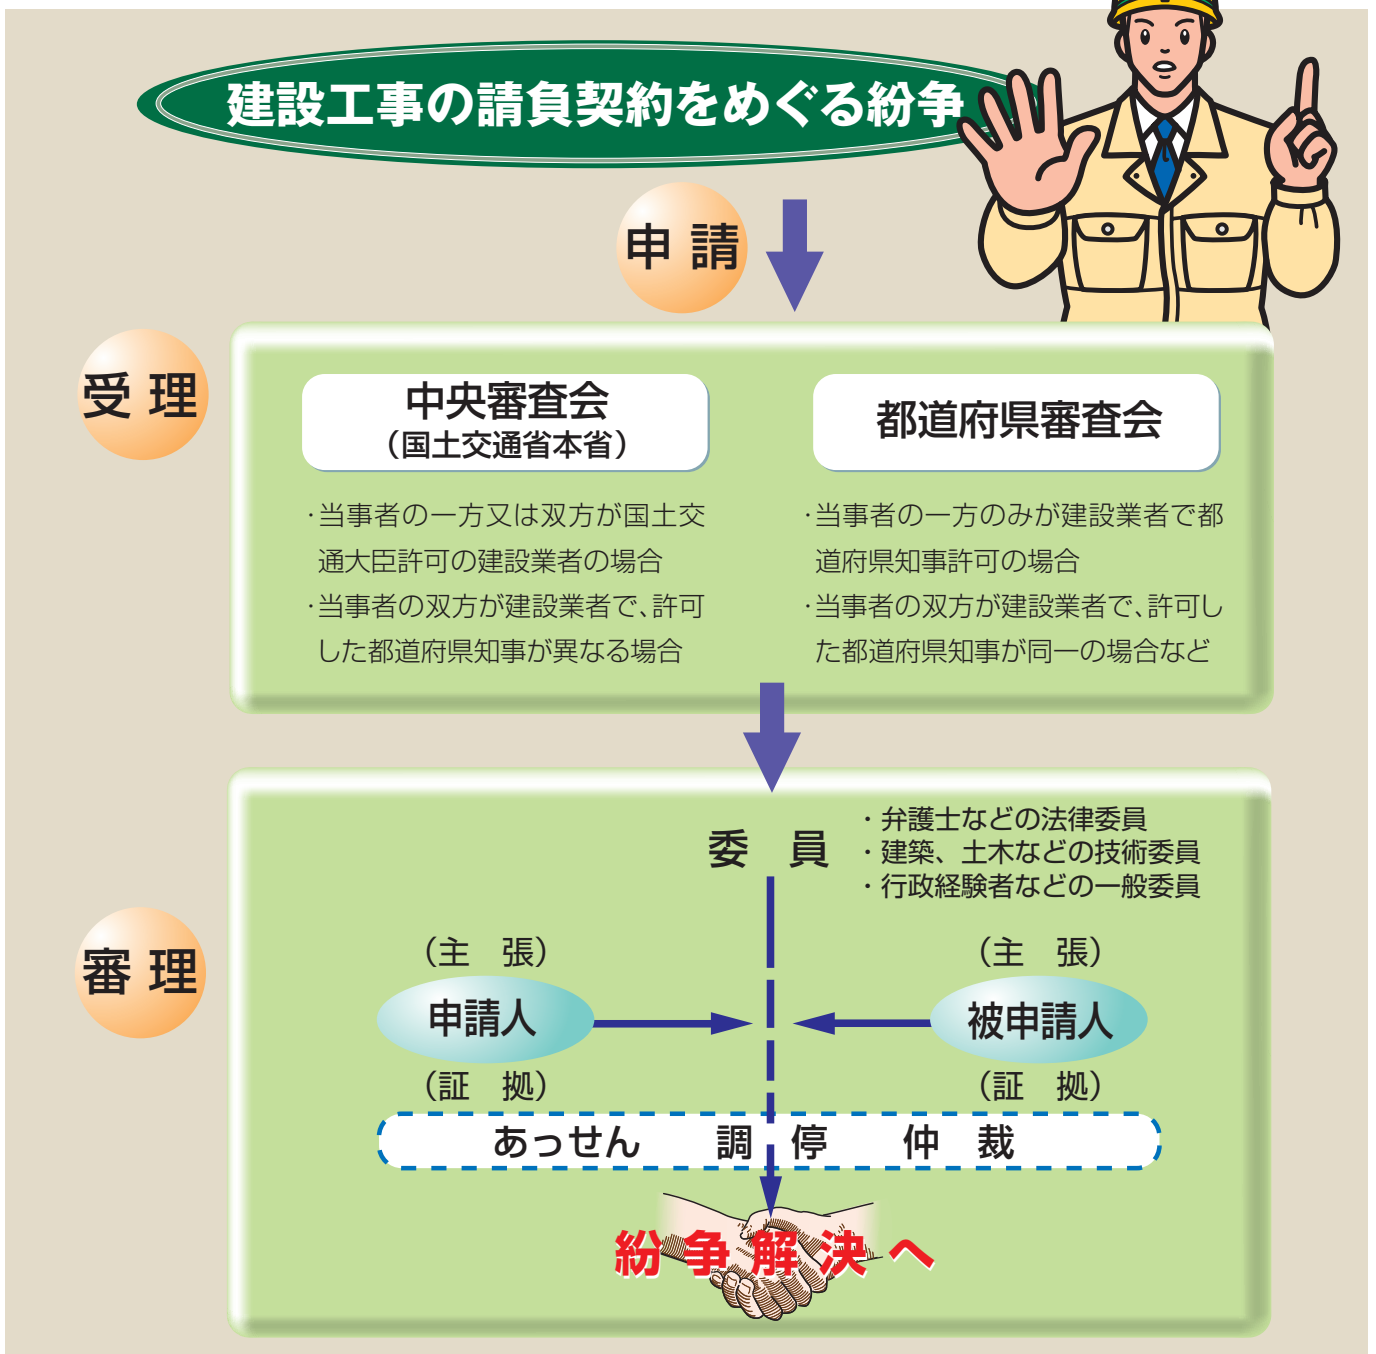 建設工事の請負契約をめぐる紛争
申 請
受 理
中央審査会
（国土交通省本省）
・当事者の一方又は双方が国土交
通大臣許可の建設業者の場合
・当事者の双方が建設業者で、許可
した都道府県知事が異なる場合
都道府県審査会
・当事者の一方のみが建設業者で都
道府県知事許可の場合
・当事者の双方が建設業者で、許可し
た都道府県知事が同一の場合など
審 理
委　員
・弁護士などの法律委員
・建築、土木などの技術委員
・行政経験者などの一般委員
（主　張）
申請人
（証　拠）
（主　張）
被申請人
（証　拠）
あっせん　調　停　仲　裁
紛争解決へ